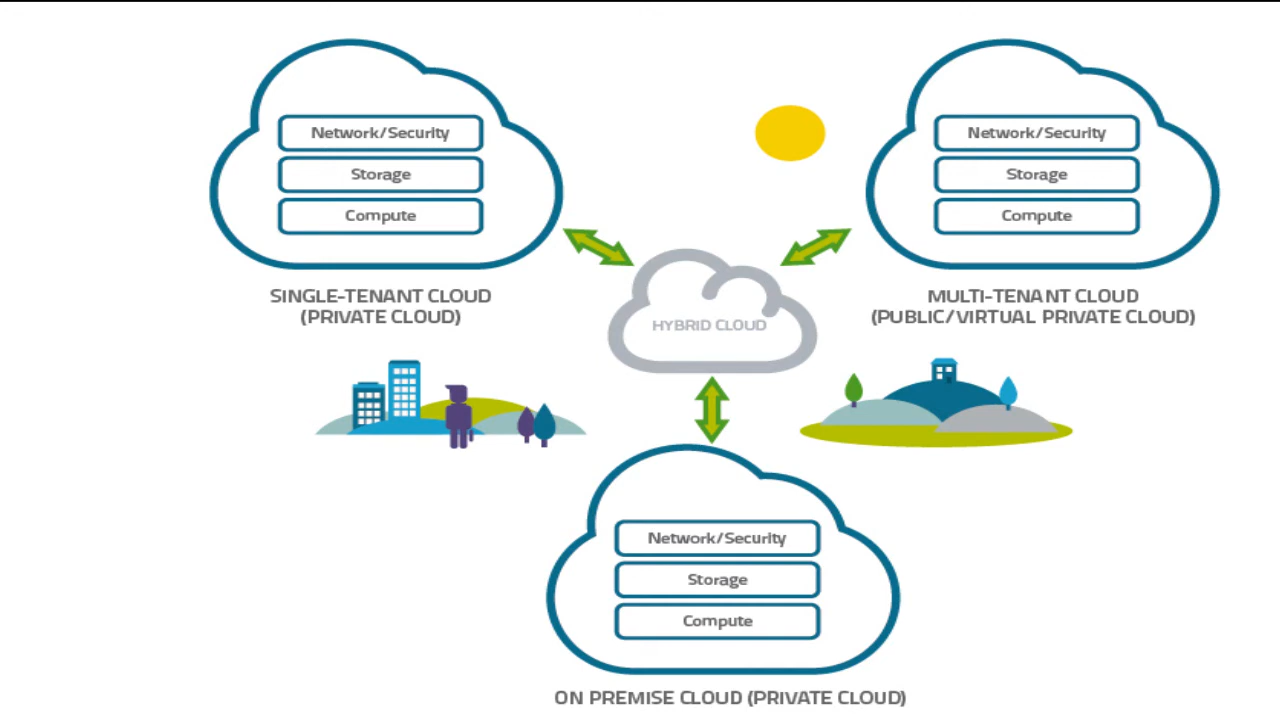 Network/Security
Storage
Compute
SINGLE-TENANT CLOUD
(PRIVATE CLOUD)
Network/Security
Storage
Compute
MULTI-TENANT CLOUD
(PUBLIC/VIRTUAL PRIVATE CLOUD)
HYBRID CLOUD
Network/Security
Storage
Compute
ON PREMISE CLOUD (PRIVATE CLOUD)